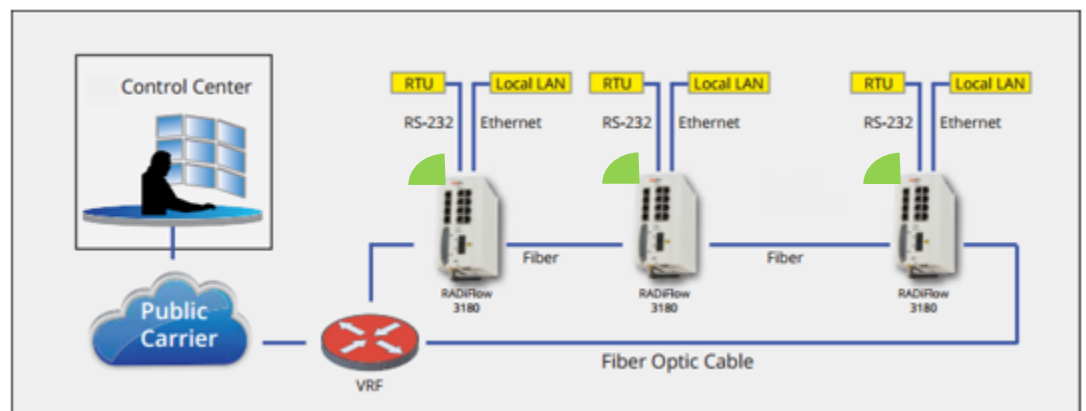 Control Center
RTU
Local LAN
RTU
Local LAN
RTU
Local LAN
RS-232
Ethernet
RS-232
Ethernet
RS-232
Ethernet
Fiber
Fiber
RADiFlow
3180
RADiFlow
3180
RADiFlow
3180
Public
Carrier
VRF
Fiber Optic Cable